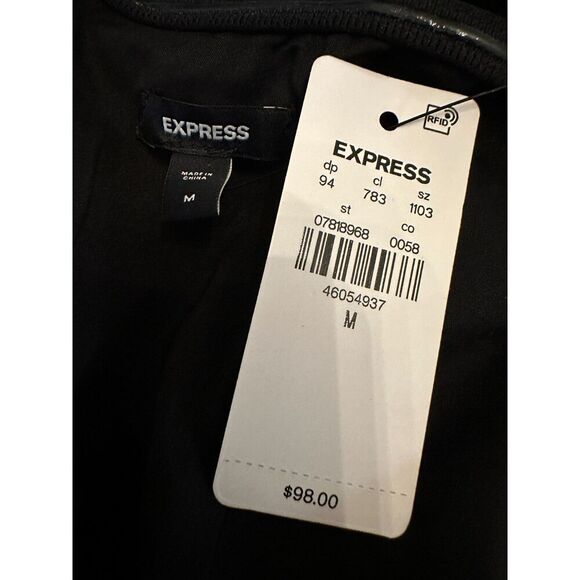 EXPRESS
MADE IN
CHINA
M
RFID
EXPRESS
dp cl sz
94 783 1103
st co
07818968 0058
46054937
M
$98.00